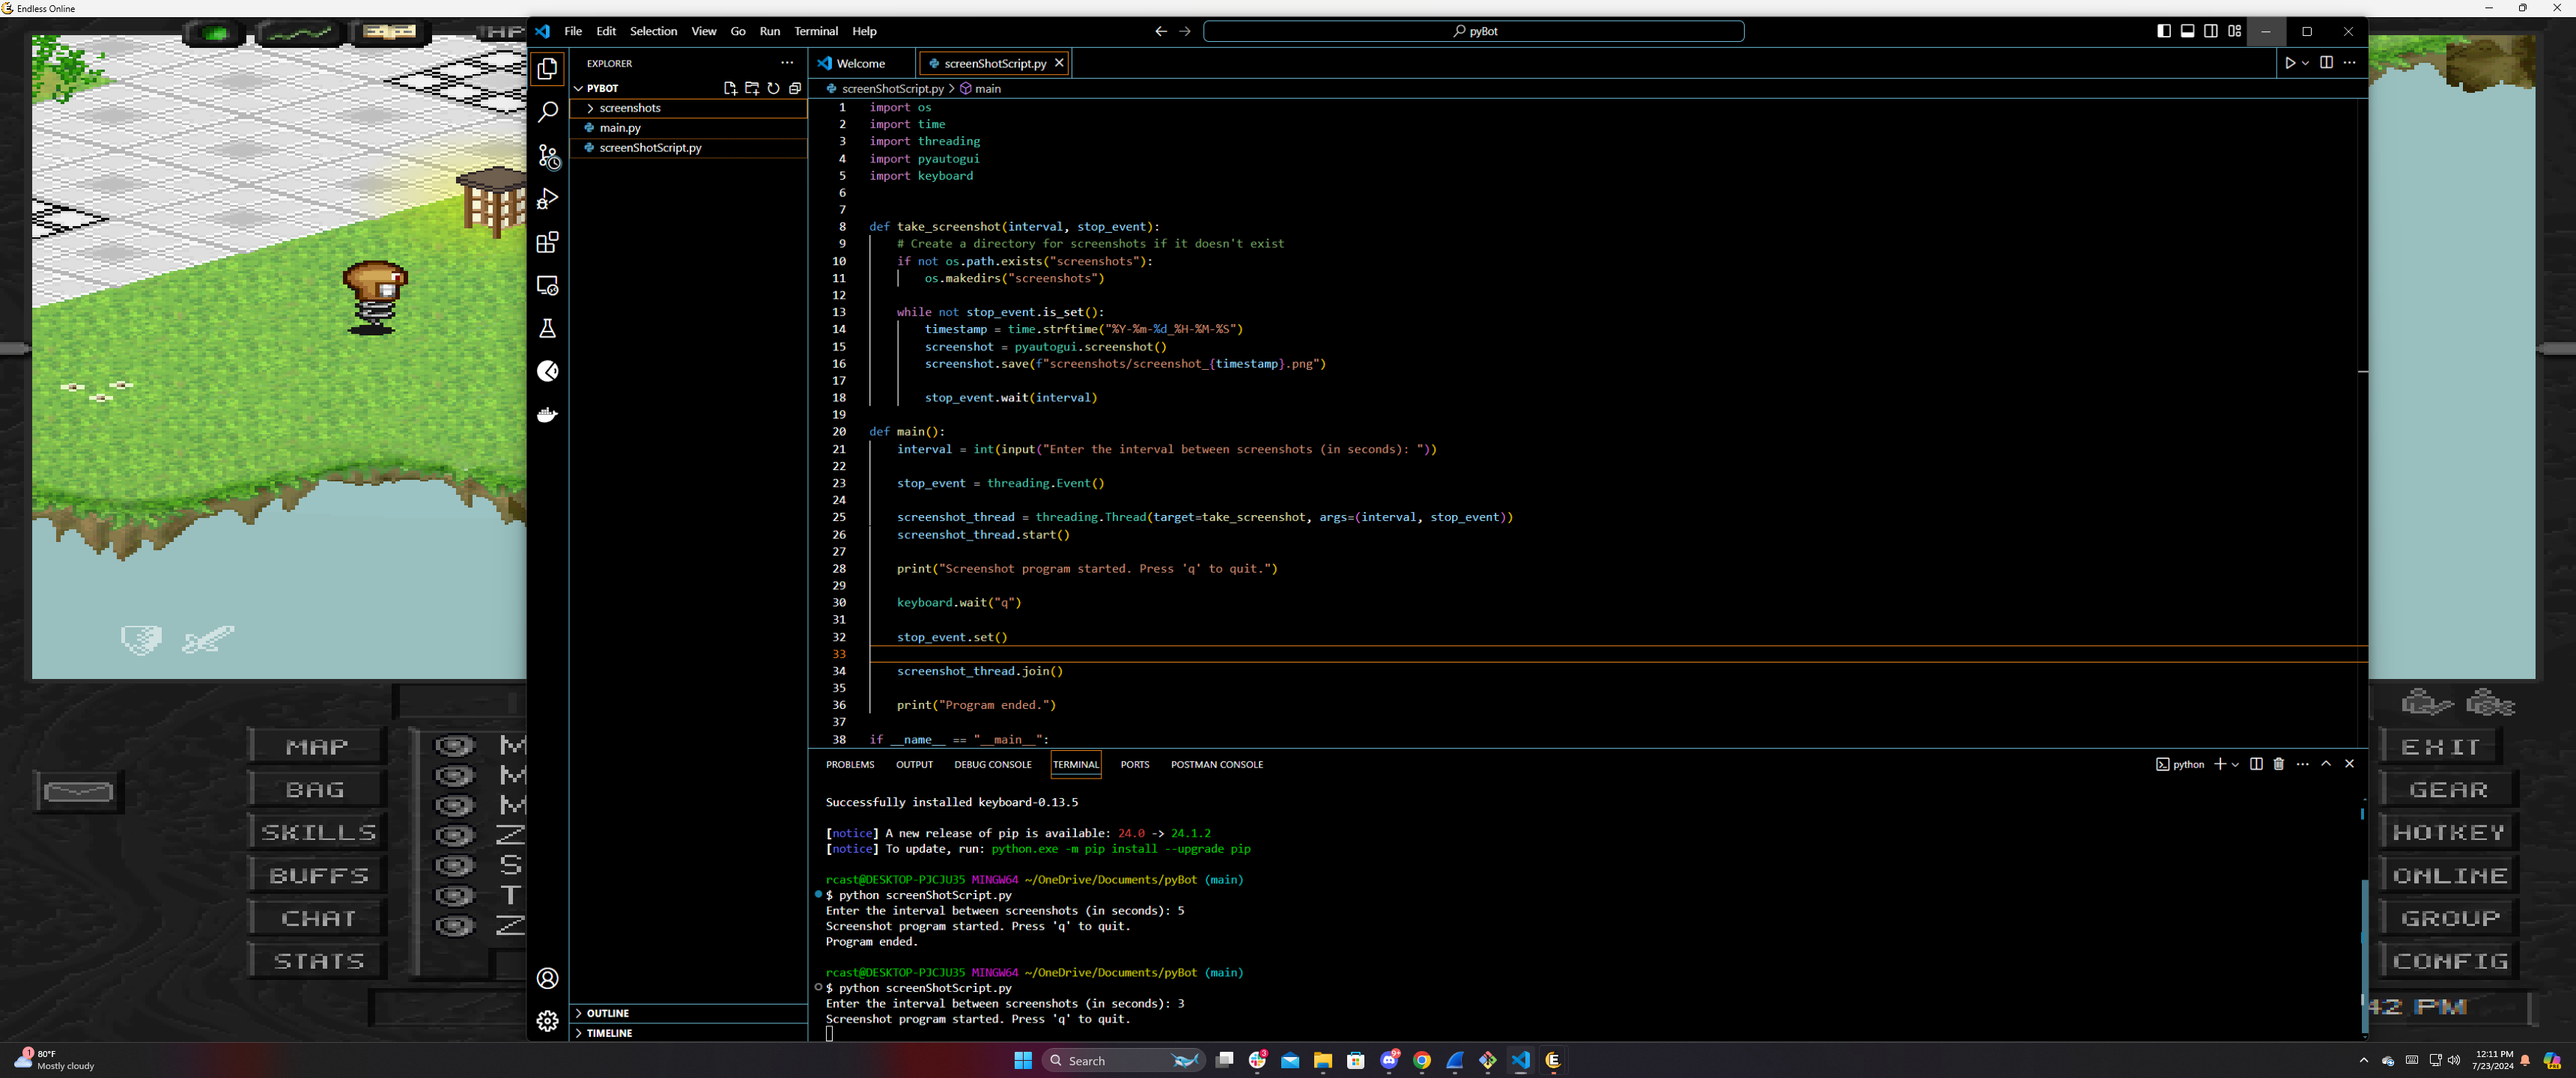 Endless Online
File Edit Selection View Go Run Terminal Help
pyBot
EXPLORER
PYBOT
screenshots
main.py
screenShotScript.py
OUTLINE
TIMELINE
Welcome
screenShotScript.py
screenShotScript.py > main
1 import os
2 import time
3 import threading
4 import pyautogui
5 import keyboard
6
7
8 def take_screenshot(interval, stop_event):
9 # Create a directory for screenshots if it doesn't exist
10 if not os.path.exists("screenshots"):
11 os.makedirs("screenshots")
12
13 while not stop_event.is_set():
14 timestamp = time.strftime("%Y-%m-%d_%H-%M-%S")
15 screenshot = pyautogui.screenshot()
16 screenshot.save(f"screenshots/screenshot_{timestamp}.png")
17
18 stop_event.wait(interval)
19
20 def main():
21 interval = int(input("Enter the interval between screenshots (in seconds): "))
22
23 stop_event = threading.Event()
24
25 screenshot_thread = threading.Thread(target=take_screenshot, args=(interval, stop_event))
26 screenshot_thread.start()
27
28 print("Screenshot program started. Press 'q' to quit.")
29
30 keyboard.wait("q")
31
32 stop_event.set()
33
34 screenshot_thread.join()
35
36 print("Program ended.")
37
38 if __name__ == "__main__":
PROBLEMS OUTPUT DEBUG CONSOLE TERMINAL PORTS POSTMAN CONSOLE
python
Successfully installed keyboard-0.13.5
[notice] A new release of pip is available: 24.0 -> 24.1.2
[notice] To update, run: python.exe -m pip install --upgrade pip
rcast@DESKTOP-PJCJU35 MINGW64 ~/OneDrive/Documents/pyBot (main)
$ python screenShotScript.py
Enter the interval between screenshots (in seconds): 5
Screenshot program started. Press 'q' to quit.
Program ended.
rcast@DESKTOP-PJCJU35 MINGW64 ~/OneDrive/Documents/pyBot (main)
$ python screenShotScript.py
Enter the interval between screenshots (in seconds): 3
Screenshot program started. Press 'q' to quit.
MAP
BAG
SKILLS
BUFFS
CHAT
STATS
M
M
M
Z
S
T
Z
EXIT
GEAR
HOTKEY
ONLINE
GROUP
CONFIG
42 PM
1
80°F
Mostly cloudy
Search
3
9+
12:11 PM
7/23/2024